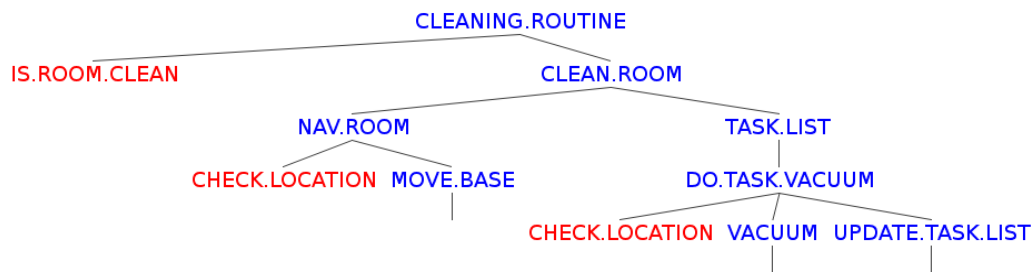 CLEANING.ROUTINE
IS.ROOM.CLEAN CLEAN.ROOM
NAV.ROOM TASK.LIST
CHECK.LOCATION MOVE.BASE DO.TASK.VACUUM
CHECK.LOCATION VACUUM UPDATE.TASK.LIST